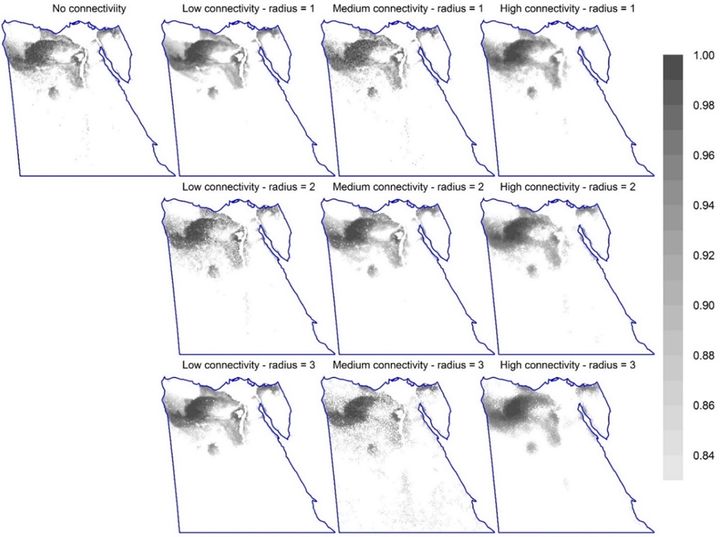 No connectiviity
Low connectivity - radius = 1
Medium connectivity - radius = 1
High connectivity - radius = 1
1.00
0.98
0.96
0.94
0.92
0.90
0.88
0.86
0.84
Low connectivity - radius = 2
Medium connectivity - radius = 2
High connectivity - radius = 2
Low connectivity - radius = 3
Medium connectivity - radius = 3
High connectivity - radius = 3